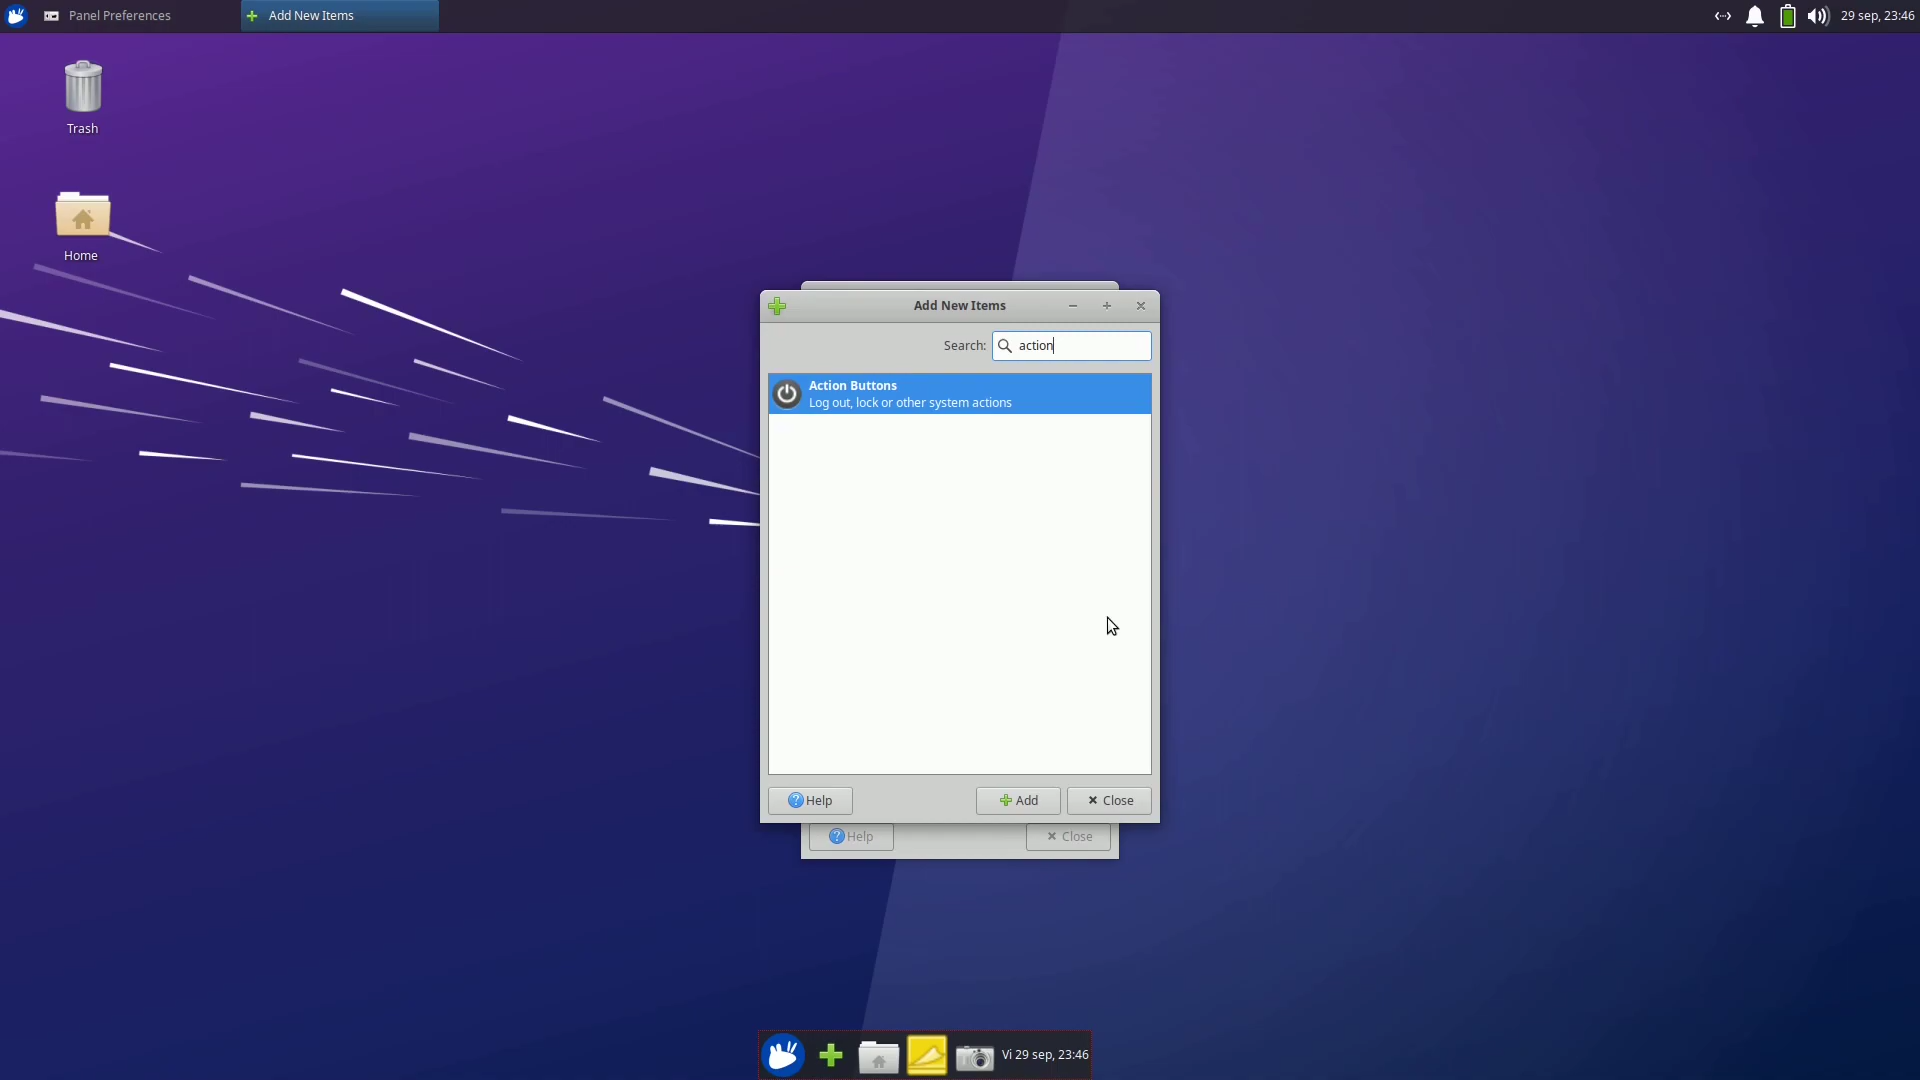 Panel Preferences
Add New Items
29 sep, 23:46
Trash
Home
Add New Items
Search: action
Action Buttons
Log out, lock or other system actions
Help
Add
Close
Help
Close
Vi 29 sep, 23:46